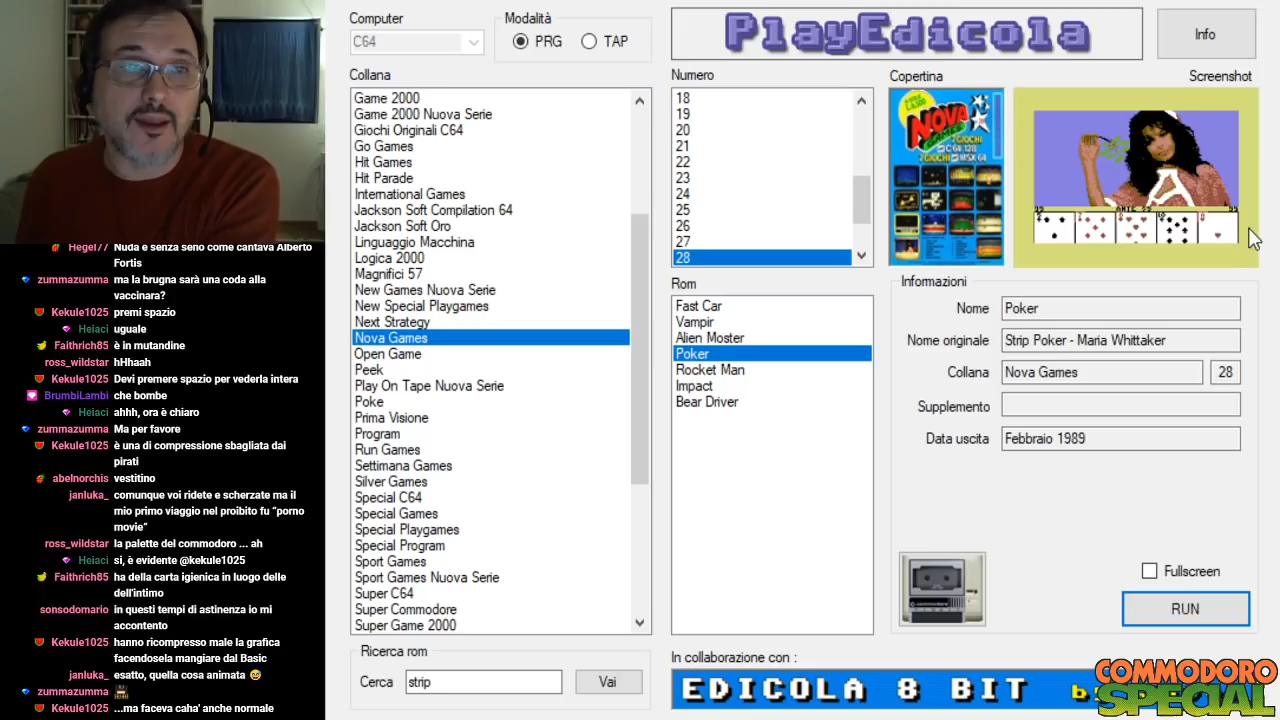 Computer
C64
Modalità
PRG
TAP
PlayEdicola
Info
Collana
Game 2000
Game 2000 Nuova Serie
Giochi Originali C64
Go Games
Hit Games
Hit Parade
International Games
Jackson Soft Compilation 64
Jackson Soft Oro
Linguaggio Macchina
Logica 2000
Magnifici 57
New Games Nuova Serie
New Special Playgames
Next Strategy
Nova Games
Open Game
Peek
Play On Tape Nuova Serie
Poke
Prima Visione
Program
Run Games
Settimana Games
Silver Games
Special C64
Special Games
Special Playgames
Special Program
Sport Games
Sport Games Nuova Serie
Super C64
Super Commodore
Super Game 2000
Ricerca rom
Cerca
strip
Vai
Numero
18
19
20
21
22
23
24
25
26
27
28
Rom
Fast Car
Vampir
Alien Moster
Poker
Rocket Man
Impact
Bear Driver
Copertina
Screenshot
NOVA
GAMES
Informazioni
Nome
Poker
Nome originale
Strip Poker - Maria Whittaker
Collana
Nova Games
28
Supplemento
Data uscita
Febbraio 1989
Fullscreen
RUN
In collaborazione con :
EDICOLA 8 BIT
COMMODORO
SPECIAL
Hegel77 Nuda e senza seno come cantava Alberto
Fortis
zummazumma ma la brugna sarà una coda alla
vaccinara?
Kekule1025 premi spazio
Heiaci uguale
Faithrich85 è in mutandine
ross_wildstar hHhaah
Kekule1025 Devi premere spazio per vederla intera
BrumbiLambi che bombe
Heiaci ahhh, ora è chiaro
zummazumma Ma per favore
Kekule1025 è una di compressione sbagliata dai
pirati
abelnorchis vestitino
janluka_ comunque voi ridete e scherzate ma il
mio primo viaggio nel proibito fu "porno
movie"
ross_wildstar la palette del commodoro ... ah
Heiaci si, è evidente @kekule1025
Faithrich85 ha della carta igienica in luogo delle
dell'intimo
sonsodomario in questi tempi di astinenza io mi
accontento
Kekule1025 hanno ricompresso male la grafica
facendosela mangiare dal Basic
janluka_ esatto, quella cosa animata
zummazumma
Kekule1025 ...ma faceva caha' anche normale